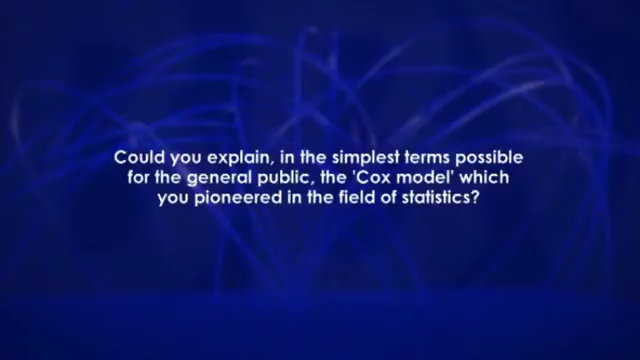 Could you explain, in the simplest terms possible
for the general public, the 'Cox model' which
you pioneered in the field of statistics?